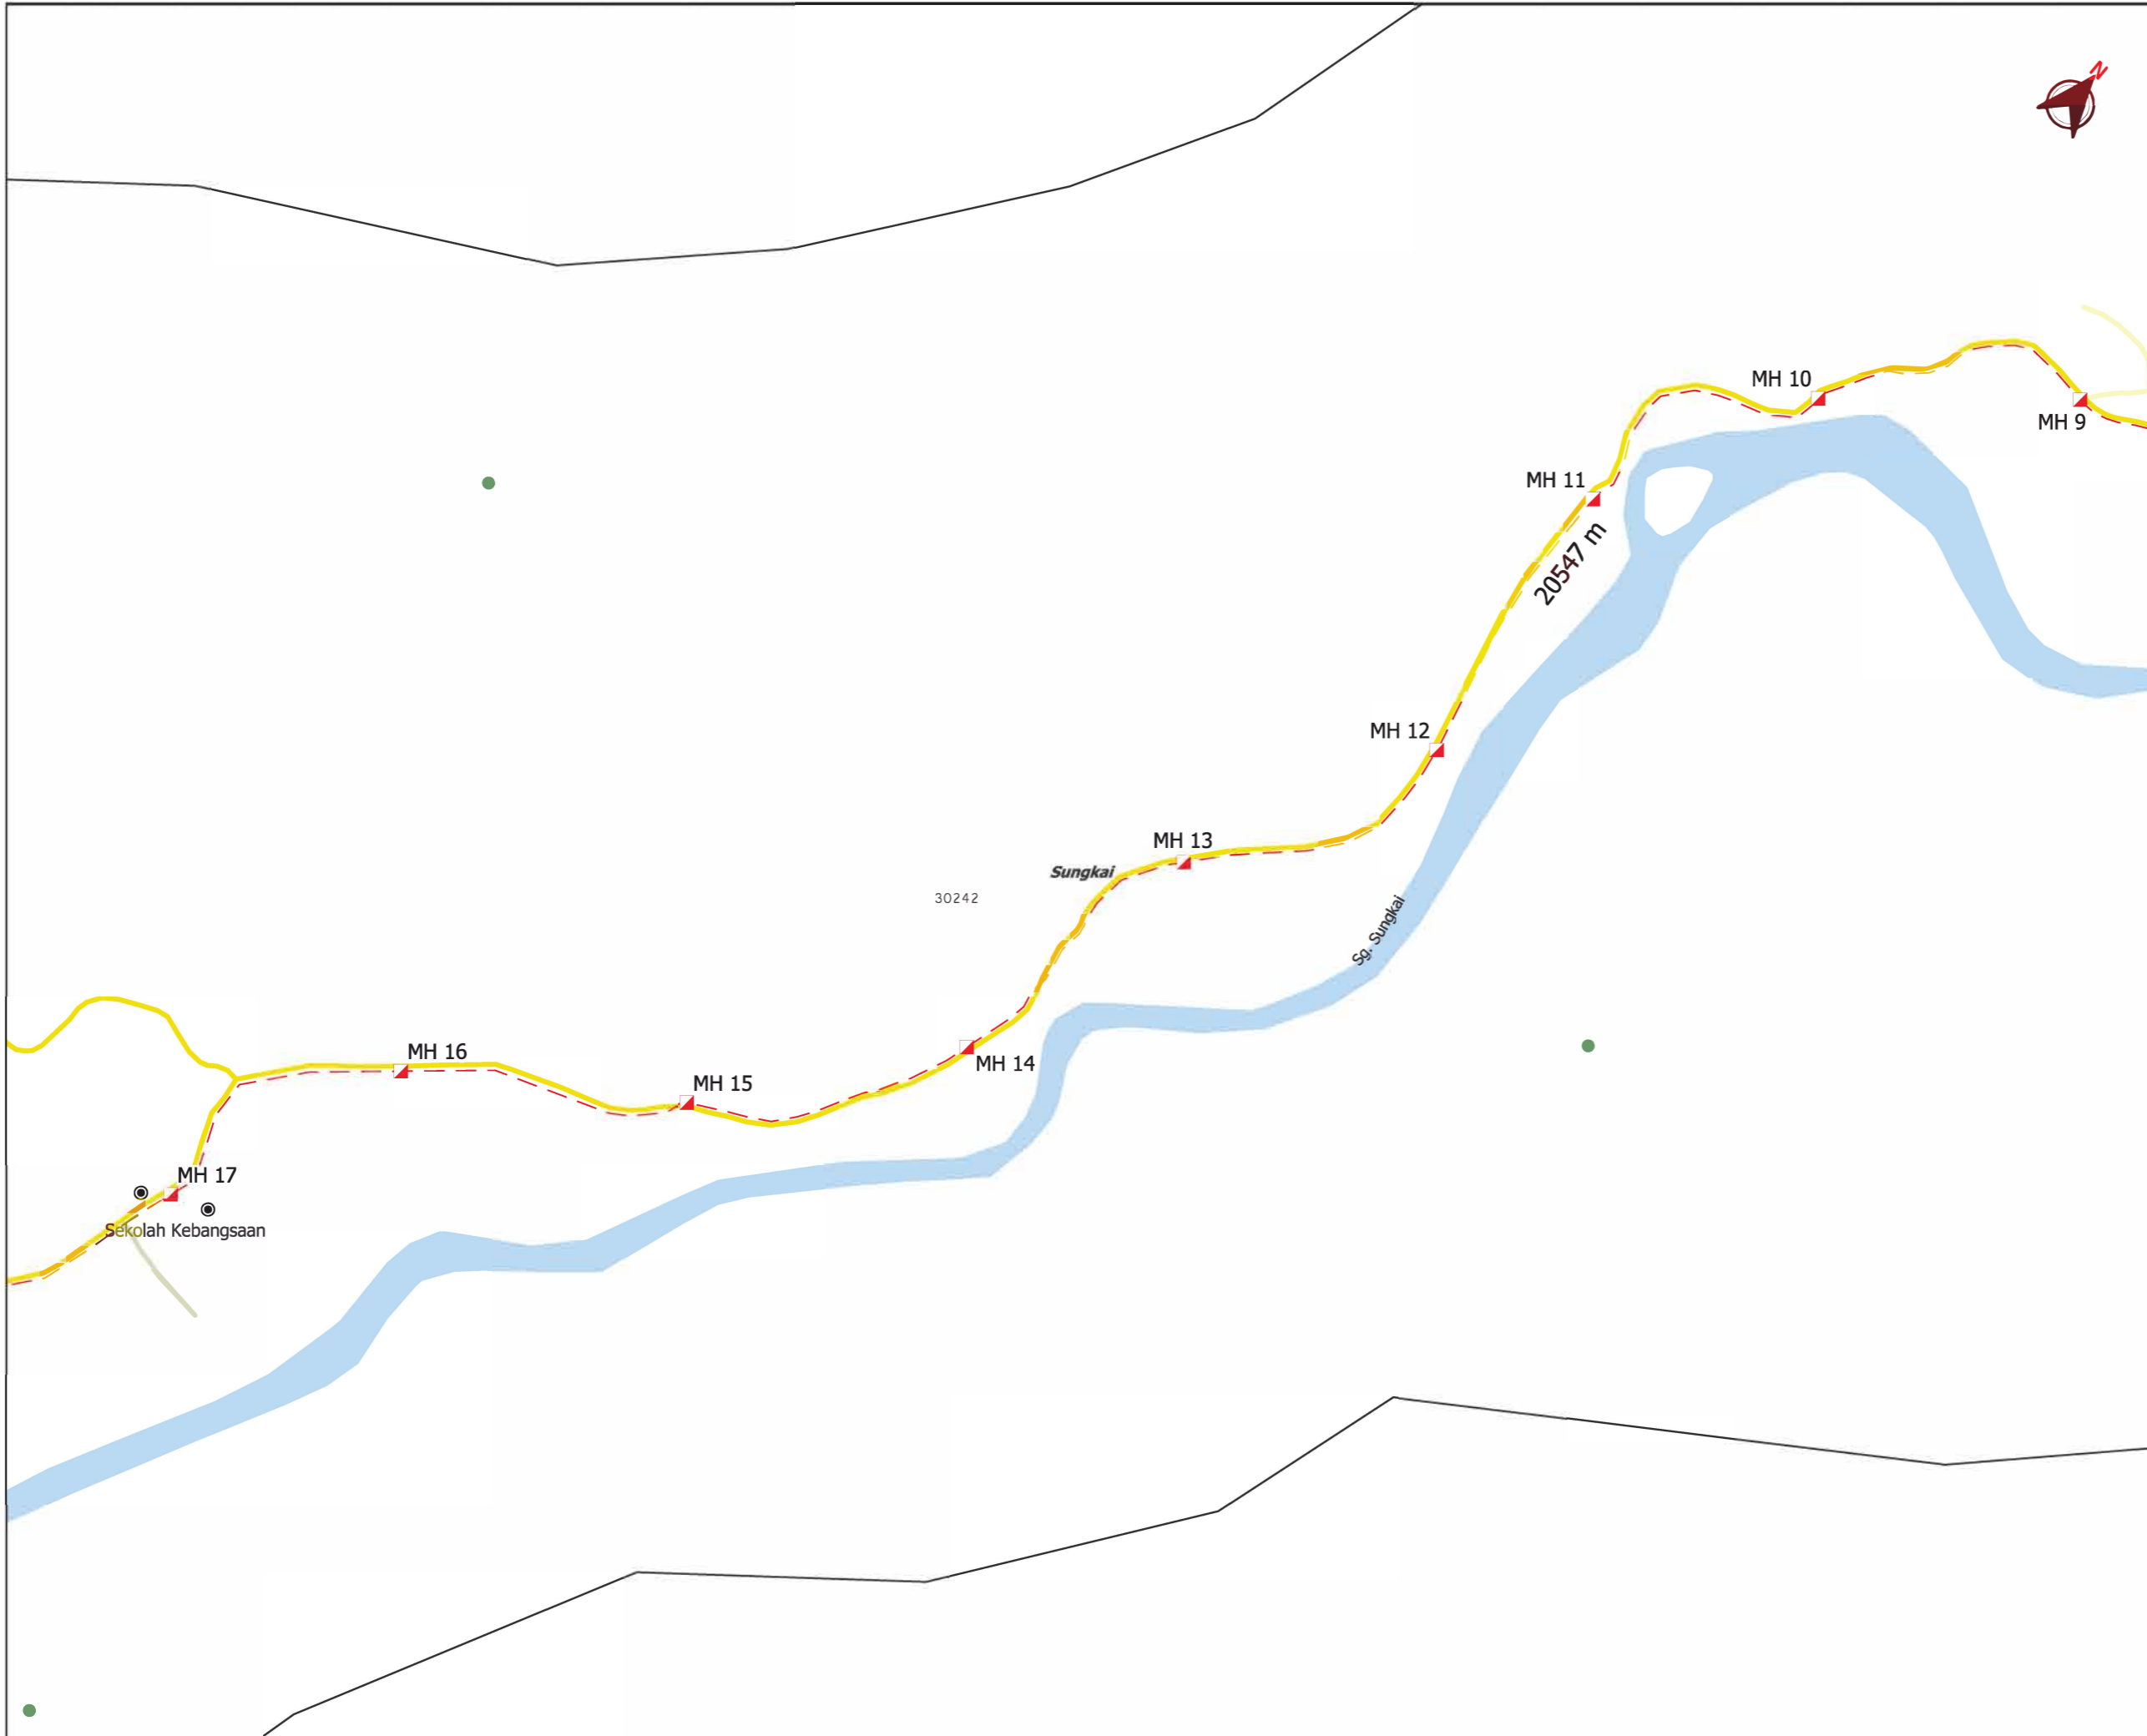 N
MH 10
MH 9
MH 11
20547 m
MH 12
MH 13
Sungkai
30242
Sg. Sungkai
MH 16
MH 14
MH 15
MH 17
Sekolah Kebangsaan